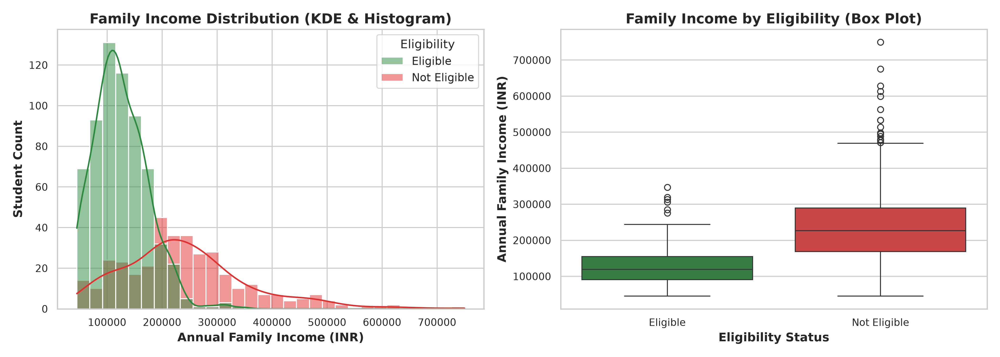 Family Income Distribution (KDE & Histogram)
Student Count
120
100
80
60
40
20
0
Eligibility
Eligible
Not Eligible
100000 200000 300000 400000 500000 600000 700000
Annual Family Income (INR)
Family Income by Eligibility (Box Plot)
Annual Family Income (INR)
700000
600000
500000
400000
300000
200000
100000
Eligible Not Eligible
Eligibility Status